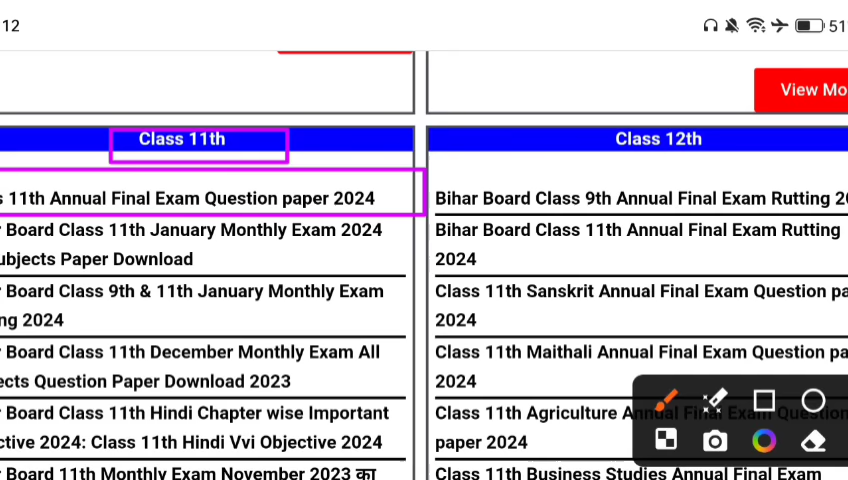 12
51
View Mo
Class 11th
11th Annual Final Exam Question paper 2024
Board Class 11th January Monthly Exam 2024
ubjects Paper Download
Board Class 9th & 11th January Monthly Exam
ng 2024
Board Class 11th December Monthly Exam All
ects Question Paper Download 2023
Board Class 11th Hindi Chapter wise Important
ctive 2024: Class 11th Hindi Vvi Objective 2024
Board 11th Monthly Exam November 2023 का
Class 12th
Bihar Board Class 9th Annual Final Exam Rutting 20
Bihar Board Class 11th Annual Final Exam Rutting
2024
Class 11th Sanskrit Annual Final Exam Question pa
2024
Class 11th Maithali Annual Final Exam Question pa
2024
Class 11th Agriculture Annual Final Exam Question
paper 2024
Class 11th Business Studies Annual Final Exam